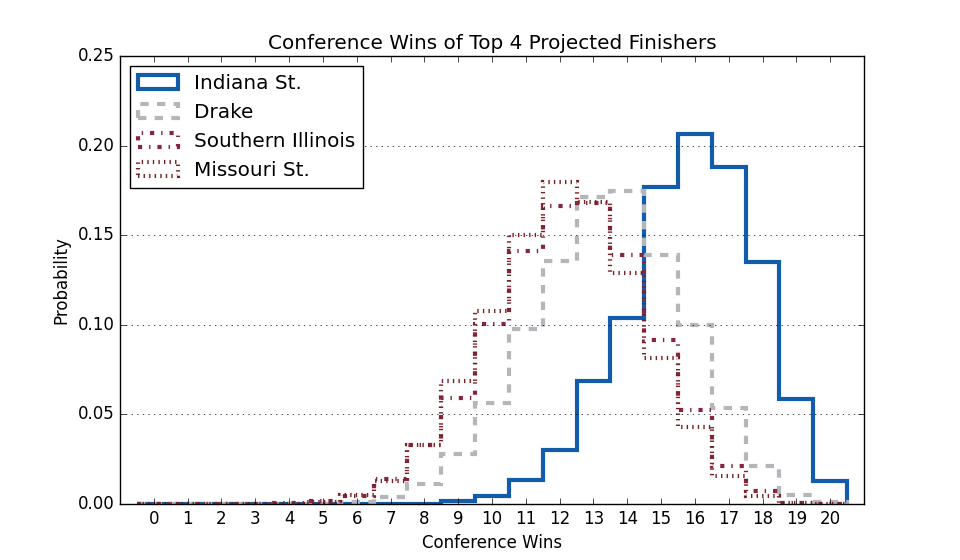 Conference Wins of Top 4 Projected Finishers
0.25
0.20
0.15
0.10
0.05
0.00
Probability
Indiana St.
Drake
Southern Illinois
Missouri St.
0 1 2 3 4 5 6 7 8 9 10 11 12 13 14 15 16 17 18 19 20
Conference Wins